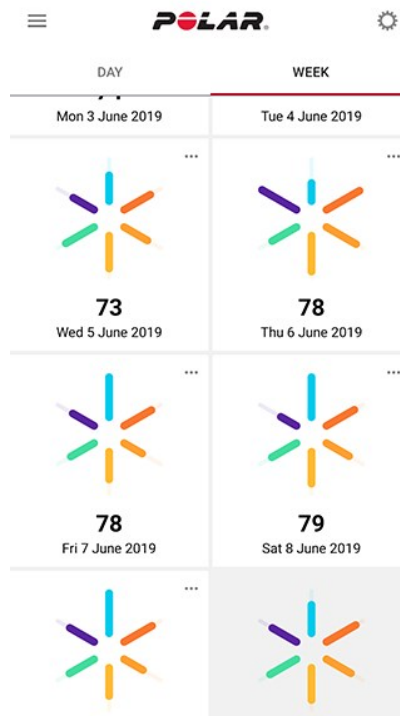 POLAR.
DAY WEEK
Mon 3 June 2019 Tue 4 June 2019
73 78
Wed 5 June 2019 Thu 6 June 2019
78 79
Fri 7 June 2019 Sat 8 June 2019